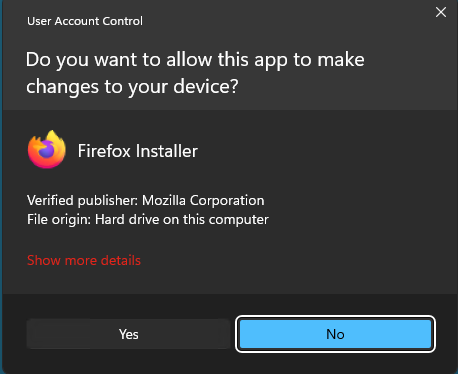 User Account Control
Do you want to allow this app to make
changes to your device?
Firefox Installer
Verified publisher: Mozilla Corporation
File origin: Hard drive on this computer
Show more details
Yes
No